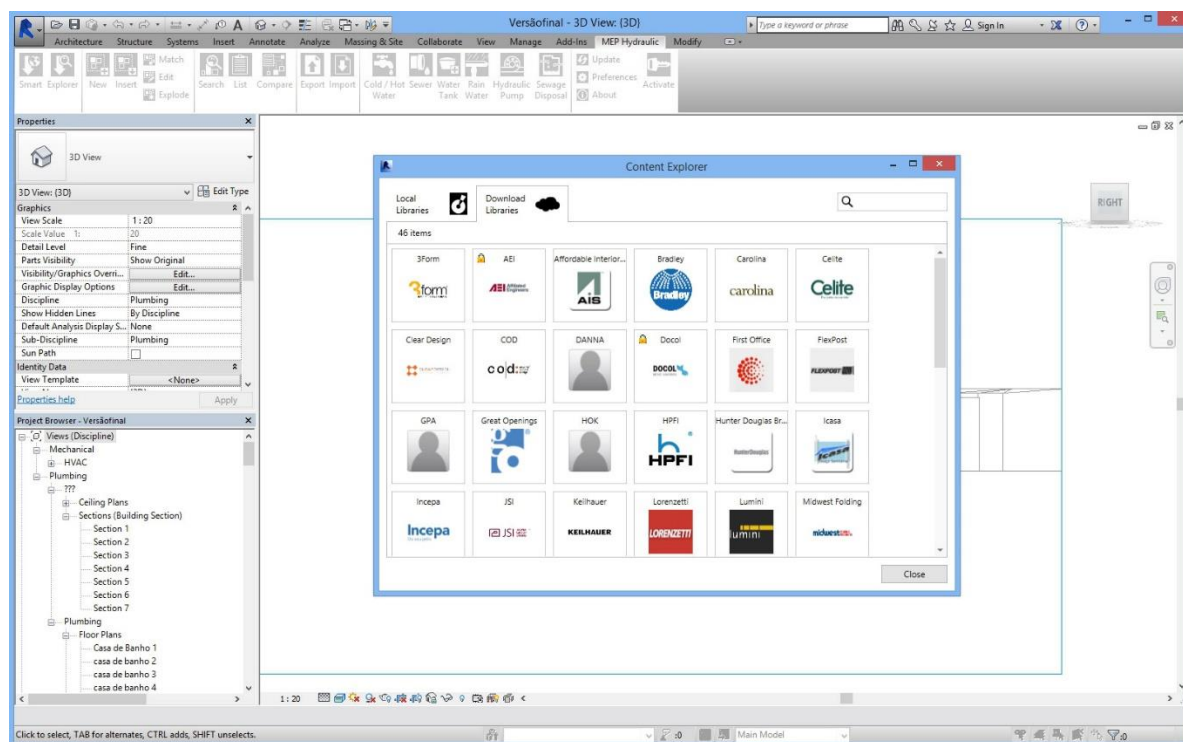 Versãofinal - 3D View: {3D}
Type a keyword or phrase
Sign In
Architecture Structure Systems Insert Annotate Analyze Massing & Site Collaborate View Manage Add-Ins MEP Hydraulic Modify
Smart Explorer New Insert Match Edit Explode Search List Compare Export Import Cold / Hot Water Sewer Water Tank Rain Water Hydraulic Pump Sewage Disposal Update Preferences About Activate
Properties
3D View
3D View: {3D} Edit Type
Graphics
View Scale 1 : 20
Scale Value 1: 20
Detail Level Fine
Parts Visibility Show Original
Visibility/Graphics Overri... Edit...
Graphic Display Options Edit...
Discipline Plumbing
Show Hidden Lines By Discipline
Default Analysis Display S... None
Sub-Discipline Plumbing
Sun Path
Identity Data
View Template <None>
Properties help Apply
Project Browser - Versãofinal
Views (Discipline)
Mechanical
HVAC
Plumbing
???
Ceiling Plans
Sections (Building Section)
Section 1
Section 2
Section 3
Section 4
Section 5
Section 6
Section 7
Plumbing
Floor Plans
Casa de Banho 1
casa de banho 2
casa de banho 3
casa de banho 4
Content Explorer
Local Libraries
Download Libraries
46 items
3Form AEI Affordable Interior... Bradley Carolina Celite
3form AEI Affiliated Engineers AiS Bradley carolina Celite
Clear Design COD DANNA Docol First Office FlexPost
cod: DOCOL FLEXPOST
GPA Great Openings HOK HPFI Hunter Douglas Br... Icasa
HPFI HunterDouglas Icasa
Incepa JSI Keilhauer Lorenzetti Lumini Midwest Folding
Incepa JSI KEILHAUER LORENZETTI lumini midwest
Close
RIGHT
1 : 20
Click to select, TAB for alternates, CTRL adds, SHIFT unselects.
:0
Main Model
:0